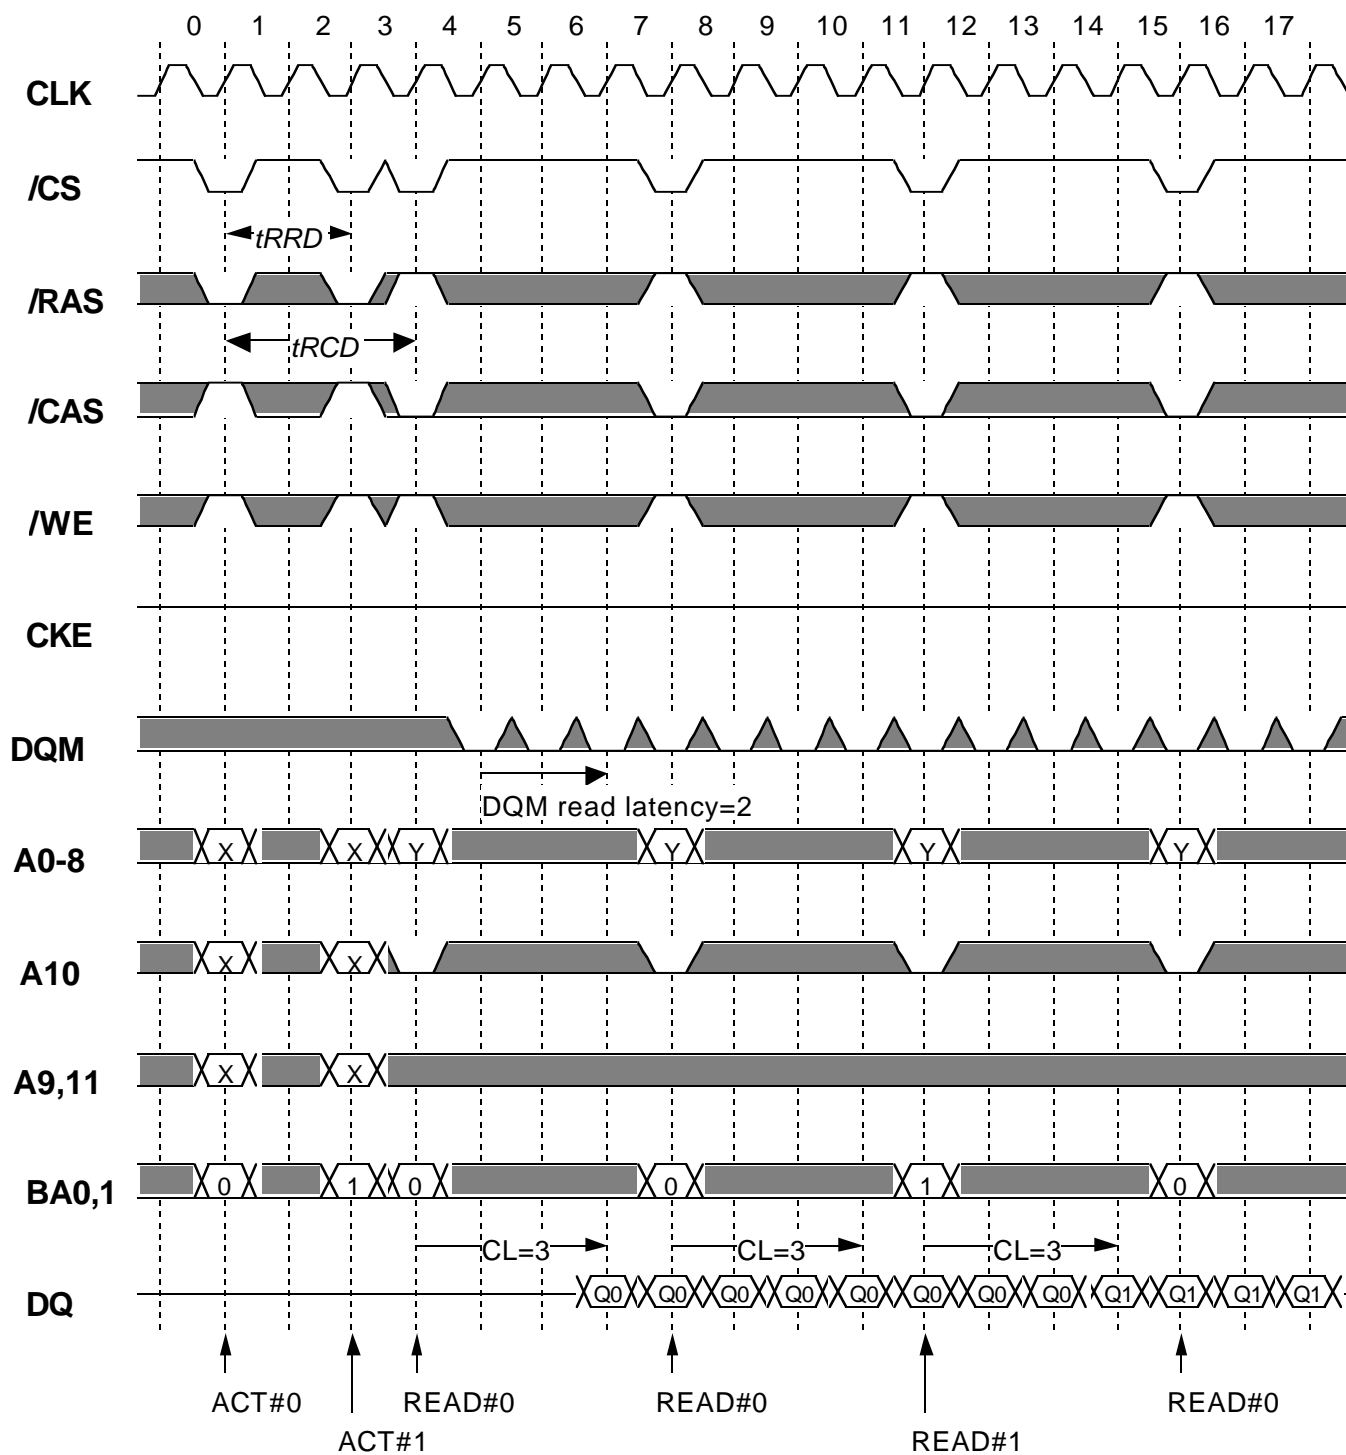 0 1 2 3 4 5 6 7 8 9 10 11 12 13 14 15 16 17
CLK
/CS
tRRD
/RAS
tRCD
/CAS
/WE
CKE
DQM
DQM read latency=2
A0-8 X X Y Y Y Y
A10 X X
A9,11 X X
BA0,1 0 1 0 0 1 0
CL=3 CL=3 CL=3
DQ Q0 Q0 Q0 Q0 Q0 Q0 Q0 Q0 Q1 Q1 Q1 Q1
ACT#0 READ#0 READ#0 READ#0
ACT#1 READ#1